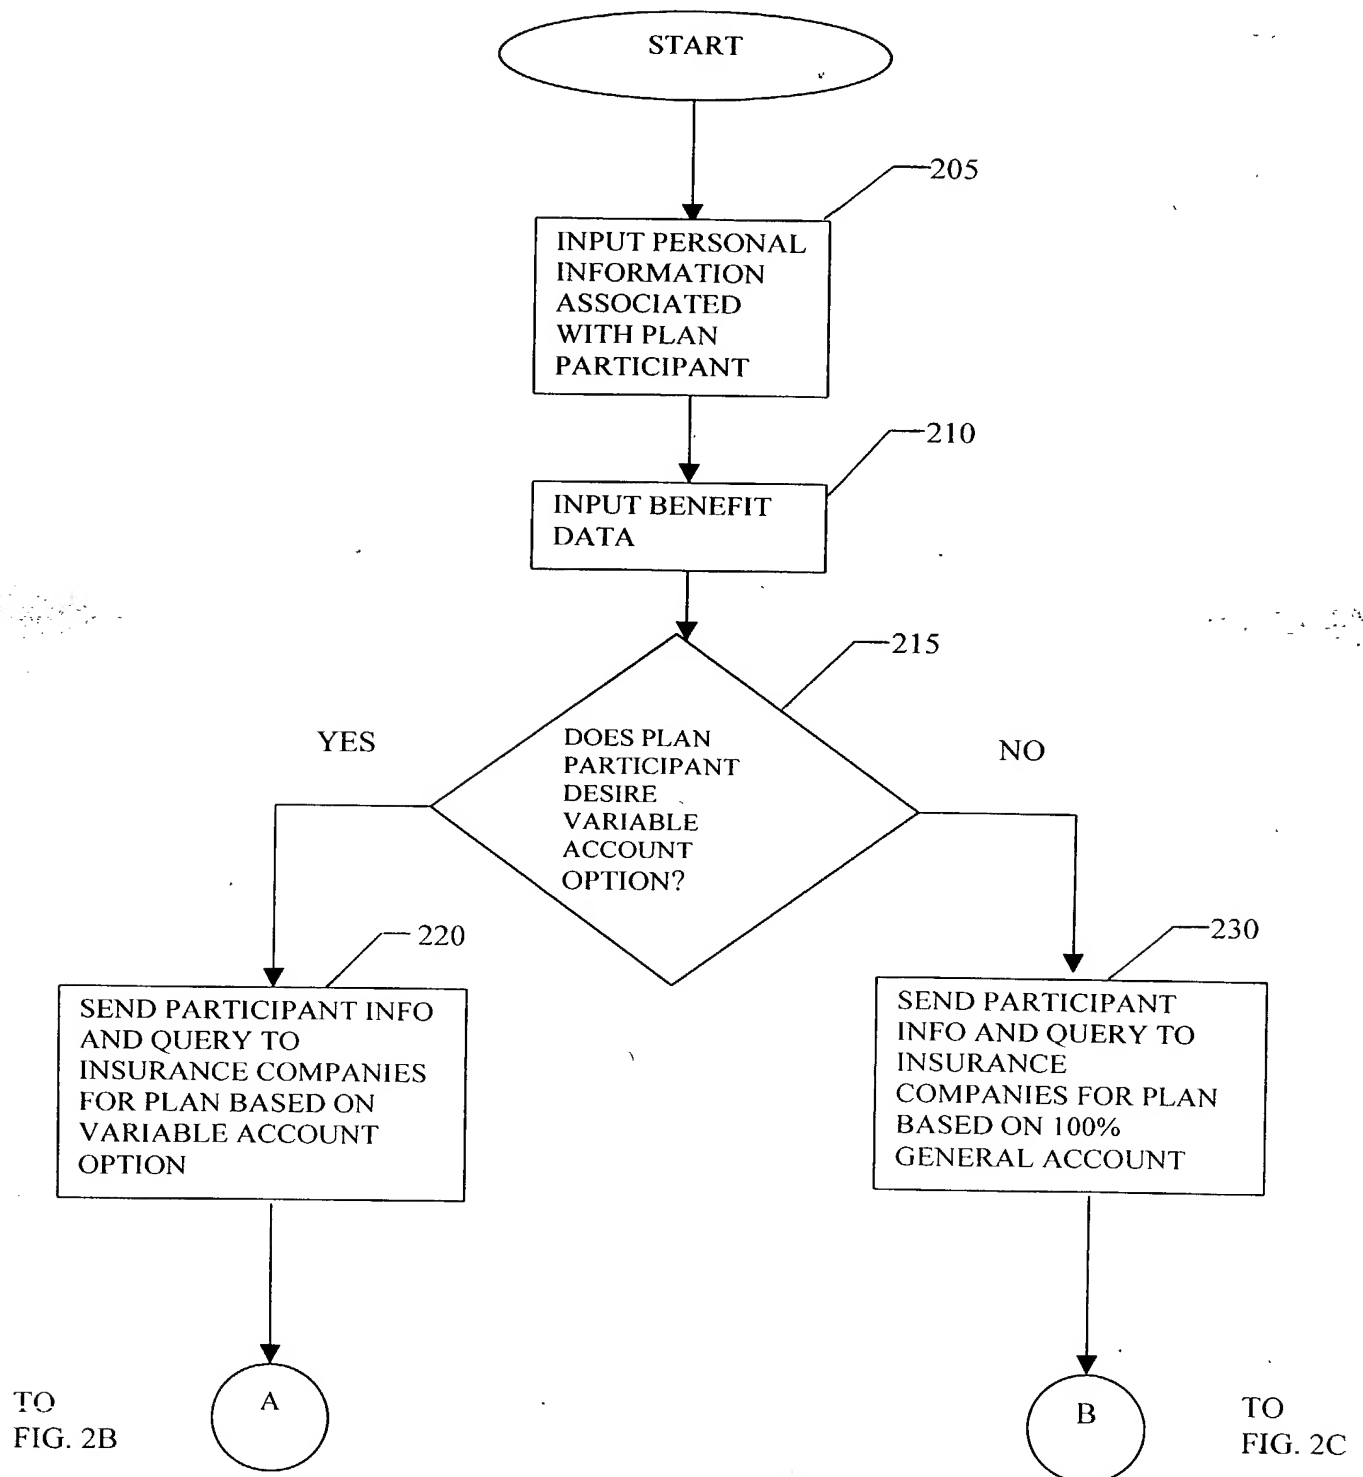 START
205
INPUT PERSONAL
INFORMATION
ASSOCIATED
WITH PLAN
PARTICIPANT
210
INPUT BENEFIT
DATA
215
YES
NO
DOES PLAN
PARTICIPANT
DESIRE
VARIABLE
ACCOUNT
OPTION?
220
SEND PARTICIPANT INFO
AND QUERY TO
INSURANCE COMPANIES
FOR PLAN BASED ON
VARIABLE ACCOUNT
OPTION
230
SEND PARTICIPANT
INFO AND QUERY TO
INSURANCE
COMPANIES FOR PLAN
BASED ON 100%
GENERAL ACCOUNT
TO
FIG. 2B
A
B
TO
FIG. 2C